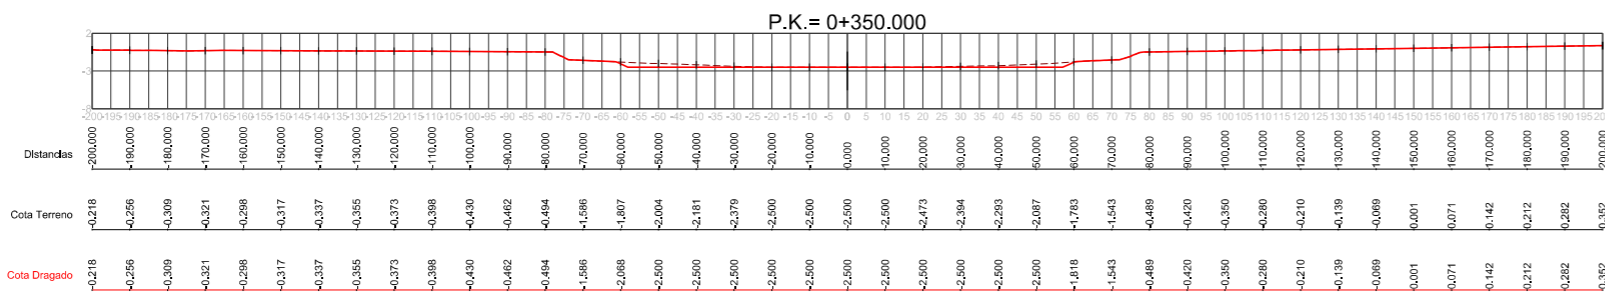 P.K.= 0+350.000
2
-3
-8
-200-195-190-185-180-175-170-165-160-155-150-145-140-135-130-125-120-115-110-105-100 -95 -90 -85 -80 -75 -70 -65 -60 -55 -50 -45 -40 -35 -30 -25 -20 -15 -10 -5 0 5 10 15 20 25 30 35 40 45 50 55 60 65 70 75 80 85 90 95 100 105 110 115 120 125 130 135 140 145 150 155 160 165 170 175 180 185 190 195 20
Distancias -200.000 -190.000 -180.000 -170.000 -160.000 -150.000 -140.000 -130.000 -120.000 -110.000 -100.000 -90.000 -80.000 -70.000 -60.000 -50.000 -40.000 -30.000 -20.000 -10.000 0.000 10.000 20.000 30.000 40.000 50.000 60.000 70.000 80.000 90.000 100.000 110.000 120.000 130.000 140.000 150.000 160.000 170.000 180.000 190.000 200.000
Cota Terreno -0.218 -0.256 -0.309 -0.321 -0.298 -0.317 -0.337 -0.355 -0.373 -0.398 -0.430 -0.462 -0.494 -1.586 -1.807 -2.004 -2.181 -2.379 -2.500 -2.500 -2.500 -2.500 -2.473 -2.394 -2.293 -2.087 -1.783 -1.543 -0.489 -0.420 -0.350 -0.280 -0.210 -0.139 -0.069 0.001 0.071 0.142 0.212 0.282 0.352
Cota Dragado -0.218 -0.256 -0.309 -0.321 -0.298 -0.317 -0.337 -0.355 -0.373 -0.398 -0.430 -0.462 -0.494 -1.586 -2.068 -2.500 -2.500 -2.500 -2.500 -2.500 -2.500 -2.500 -2.500 -2.500 -2.500 -2.500 -1.818 -1.543 -0.489 -0.420 -0.350 -0.280 -0.210 -0.139 -0.069 0.001 0.071 0.142 0.212 0.282 0.352